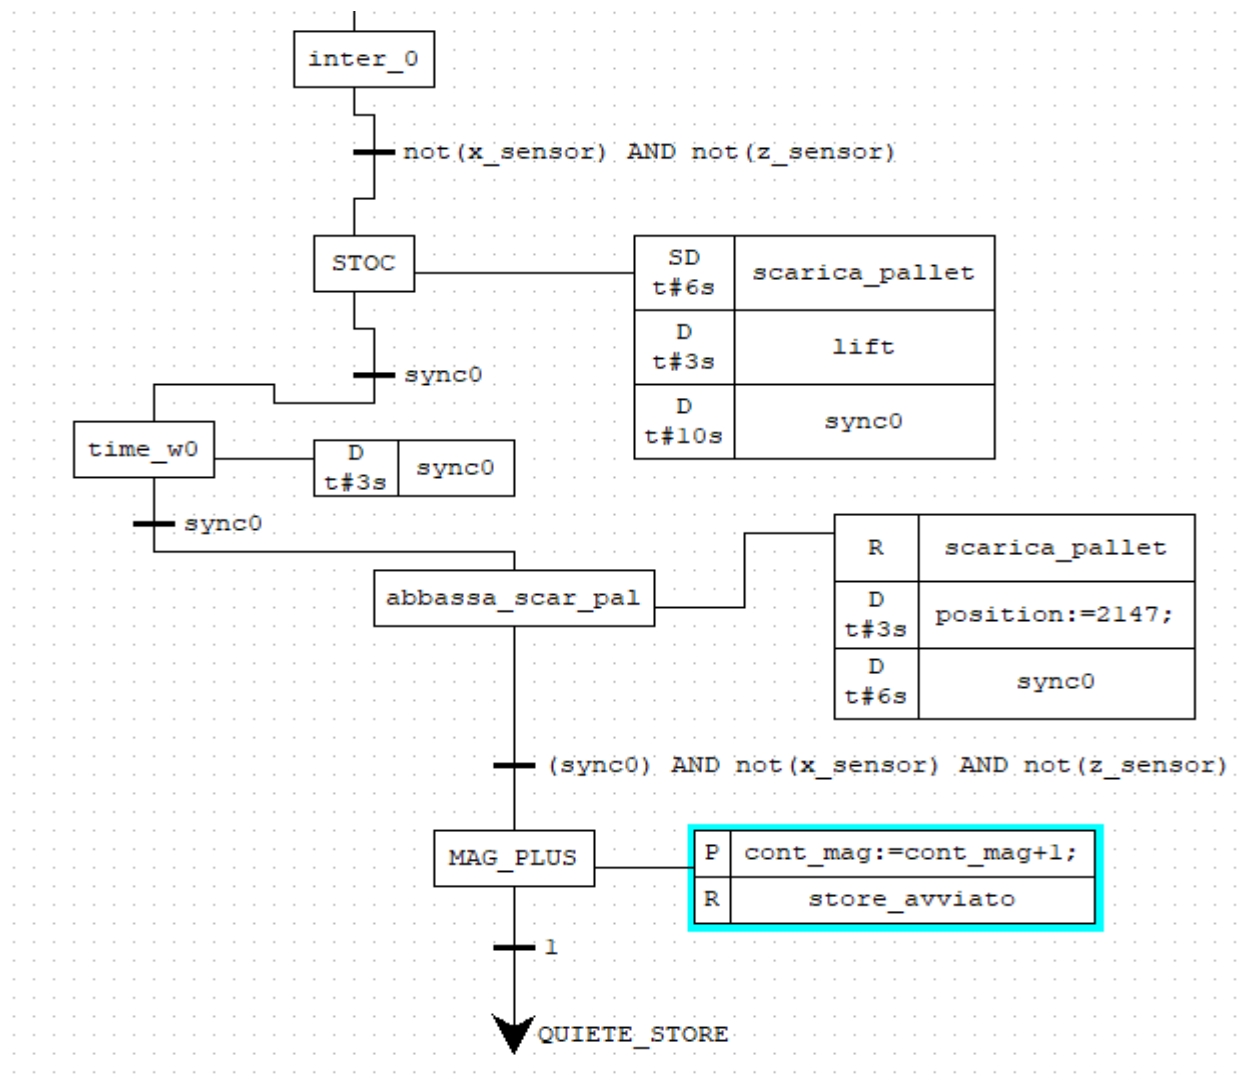 inter_0
not(x_sensor) AND not(z_sensor)
STOC
SD
t#6s
scarica_pallet
D
t#3s
lift
D
t#10s
sync0
sync0
time_w0
D
t#3s
sync0
sync0
abbassa_scar_pal
R
scarica_pallet
D
t#3s
position:=2147;
D
t#6s
sync0
(sync0) AND not(x_sensor) AND not(z_sensor)
MAG_PLUS
P
cont_mag:=cont_mag+1;
R
store_avviato
1
QUIETE_STORE